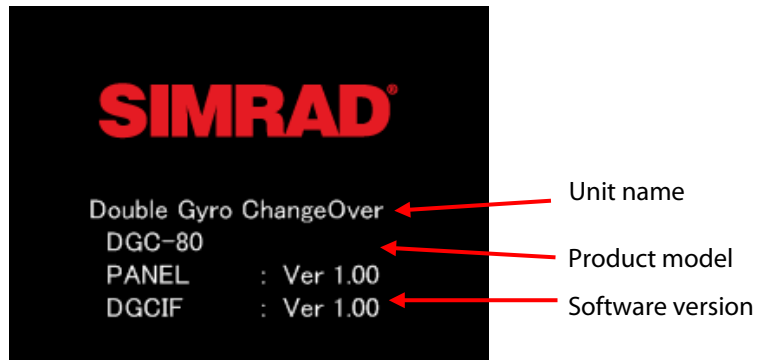 SIMRAD®
Double Gyro ChangeOver
DGC-80
PANEL : Ver 1.00
DGCIF : Ver 1.00
Unit name
Product model
Software version